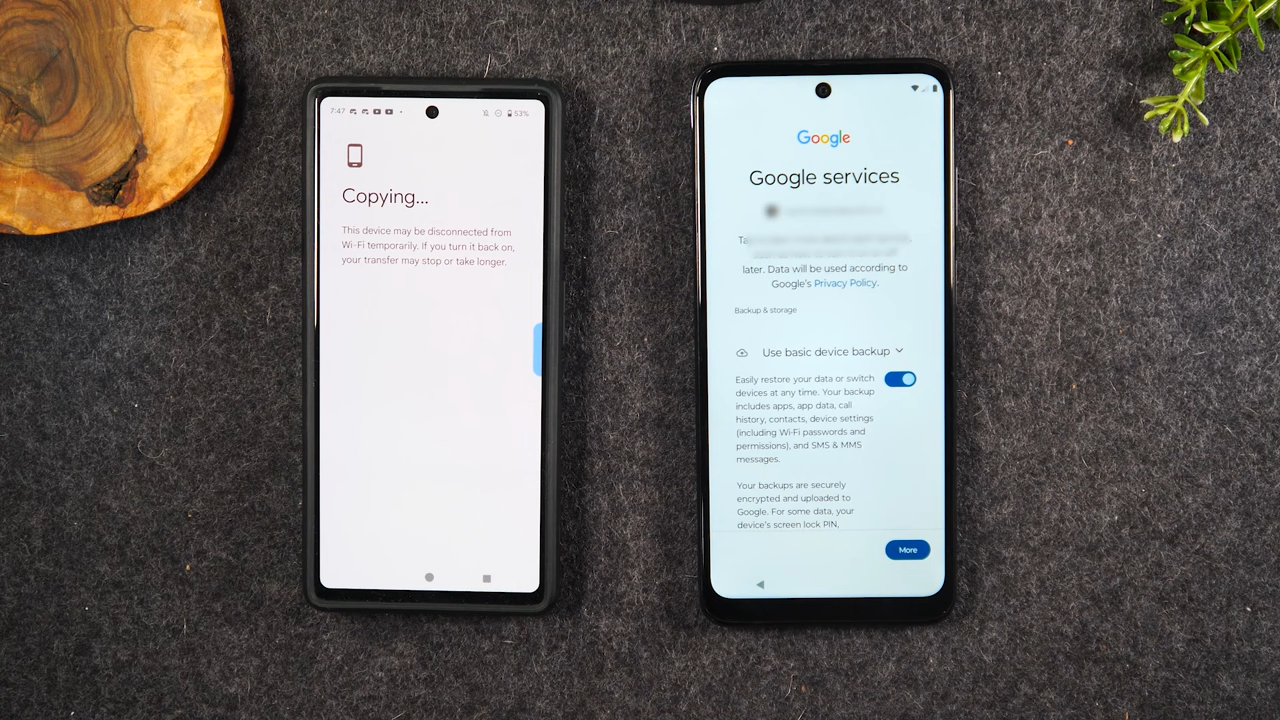 7:47
53%
Copying...
This device may be disconnected from
Wi-Fi temporarily. If you turn it back on,
your transfer may stop or take longer.
Google
Google services
later. Data will be used according to
Google's Privacy Policy.
Backup & storage
Use basic device backup
Easily restore your data or switch
devices at any time. Your backup
includes apps, app data, call
history, contacts, device settings
(including Wi-Fi passwords and
permissions), and SMS & MMS
messages.
Your backups are securely
encrypted and uploaded to
Google. For some data, your
device's screen lock PIN,
More